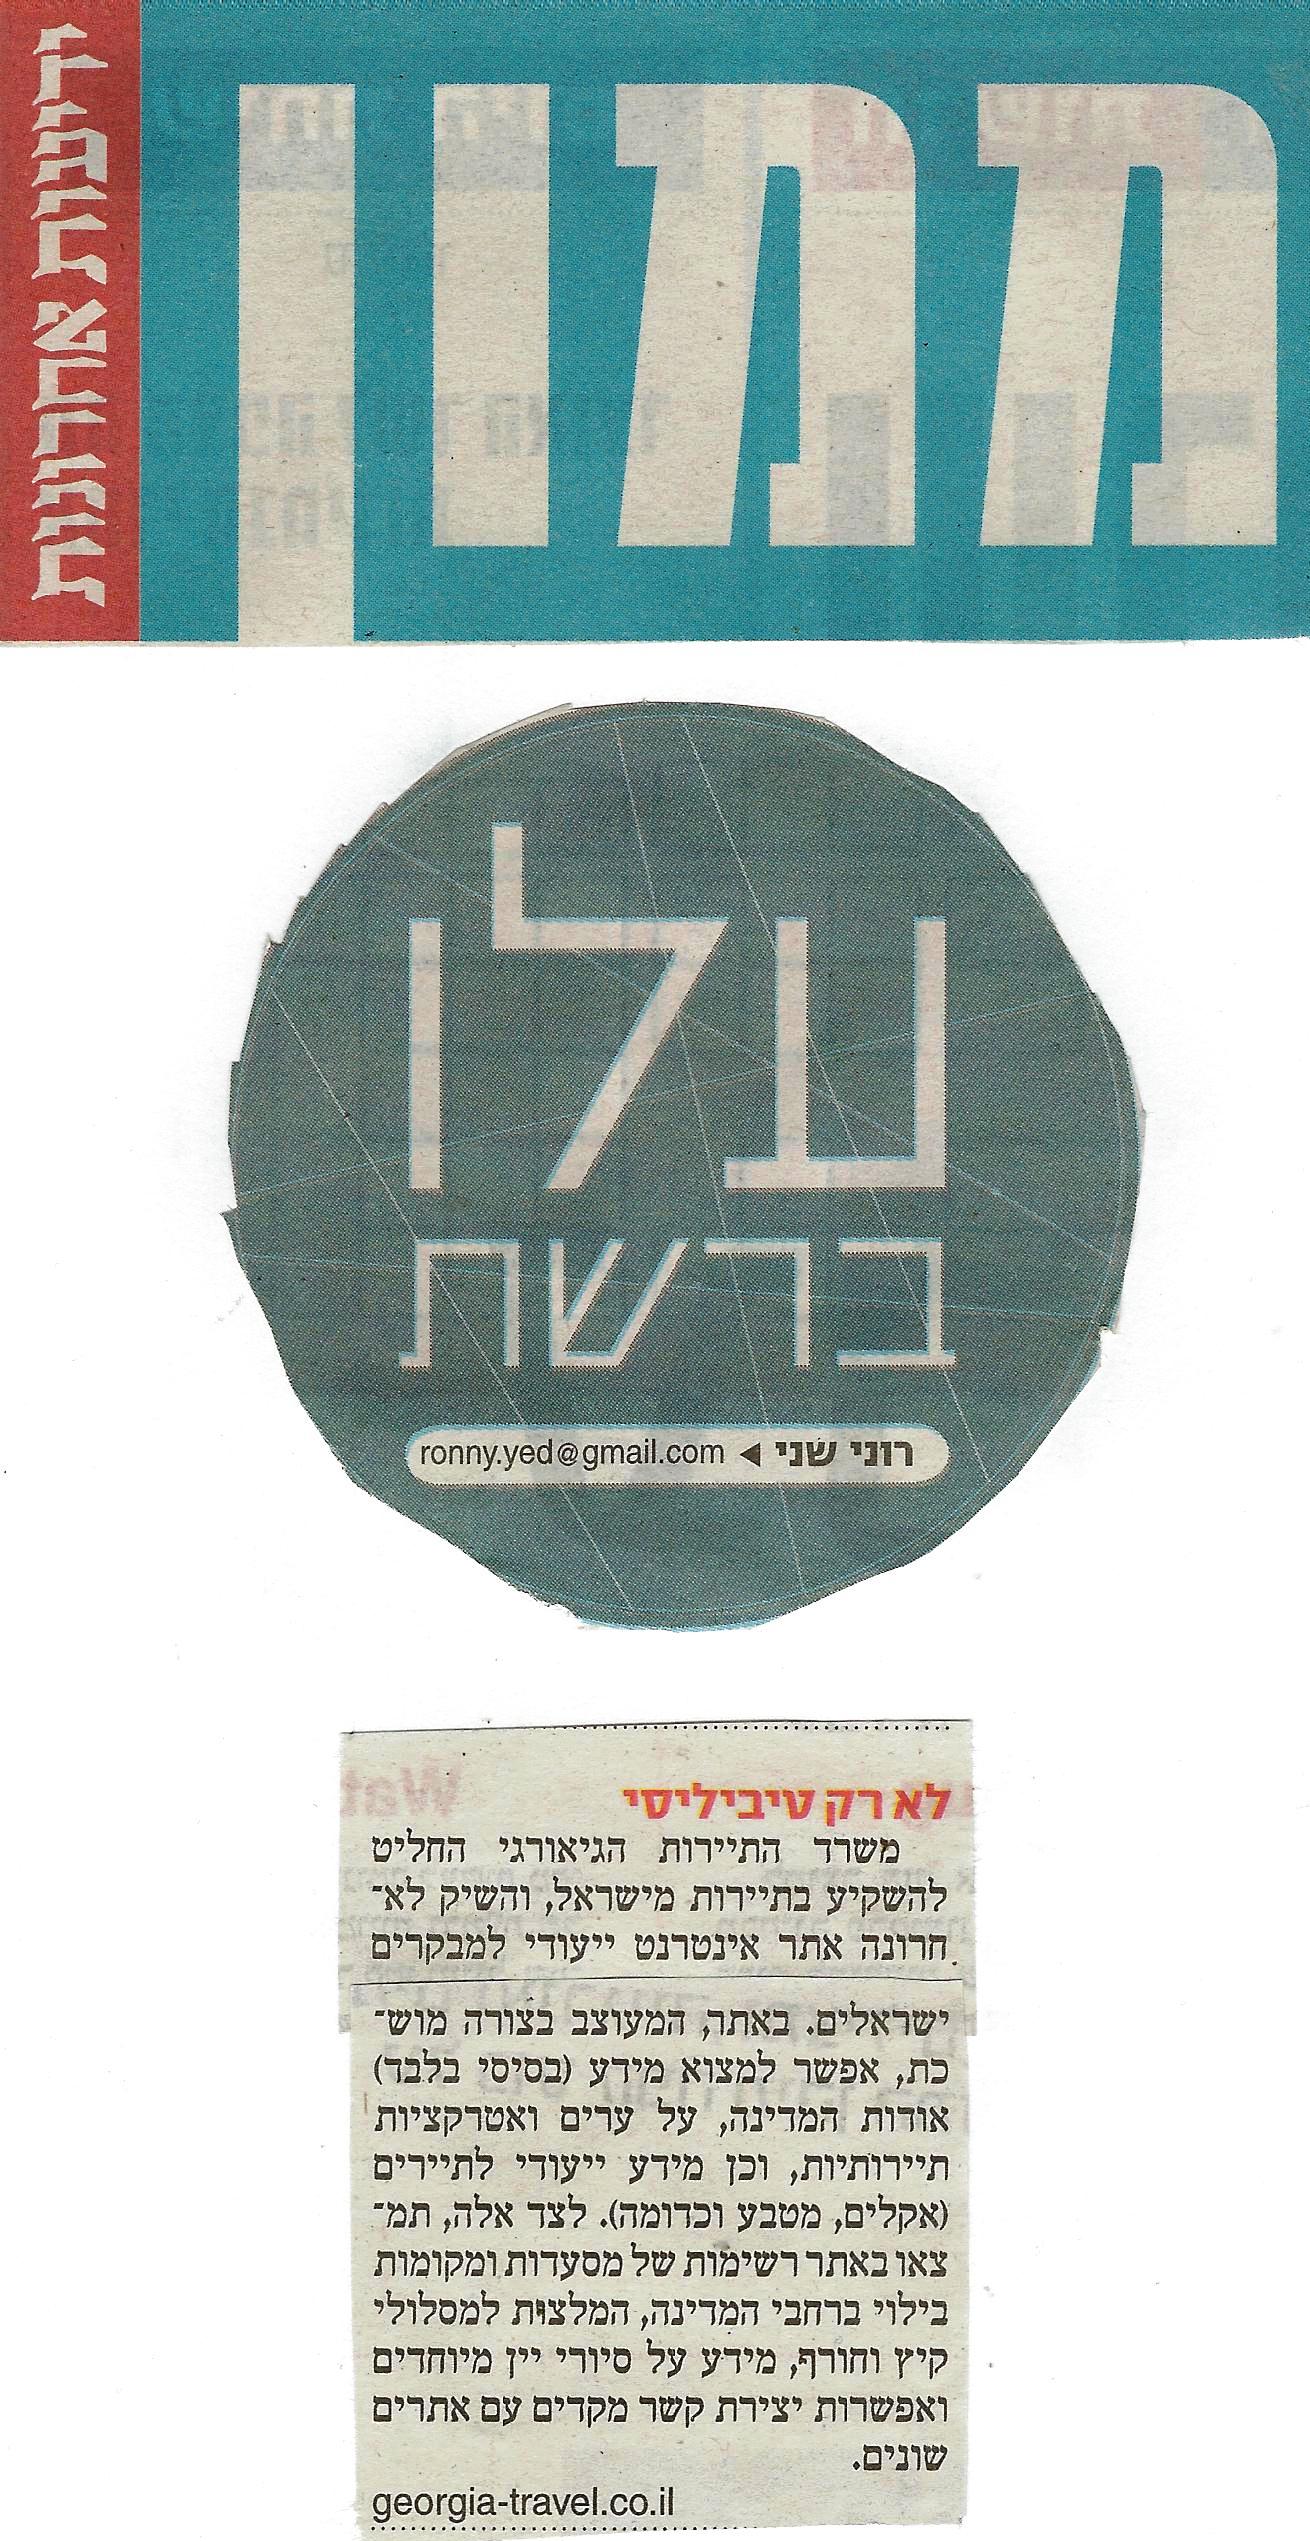 ידיעות אחרונות
ממון
עלן
ברשת
רוני שני ◄ ronny.yed@gmail.com
לא רק טיביליסי
משרד התיירות הגיאורגי החליט
להשקיע בתיירות מישראל, והשיק לא־
חרונה אתר אינטרנט ייעודי למבקרים
ישראלים. באתר, המעוצב בצורה מוש־
כת, אפשר למצוא מידע (בסיסי בלבד)
אודות המדינה, על ערים ואטרקציות
תיירותיות, וכן מידע ייעודי לתיירים
(אקלים, מטבע וכדומה). לצד אלה, תמ־
צאו באתר רשימות של מסעדות ומקומות
בילוי ברחבי המדינה, המלצות למסלולי
קיץ וחורף, מידע על סיורי יין מיוחדים
ואפשרות יצירת קשר מקדים עם אתרים
שונים.
georgia-travel.co.il